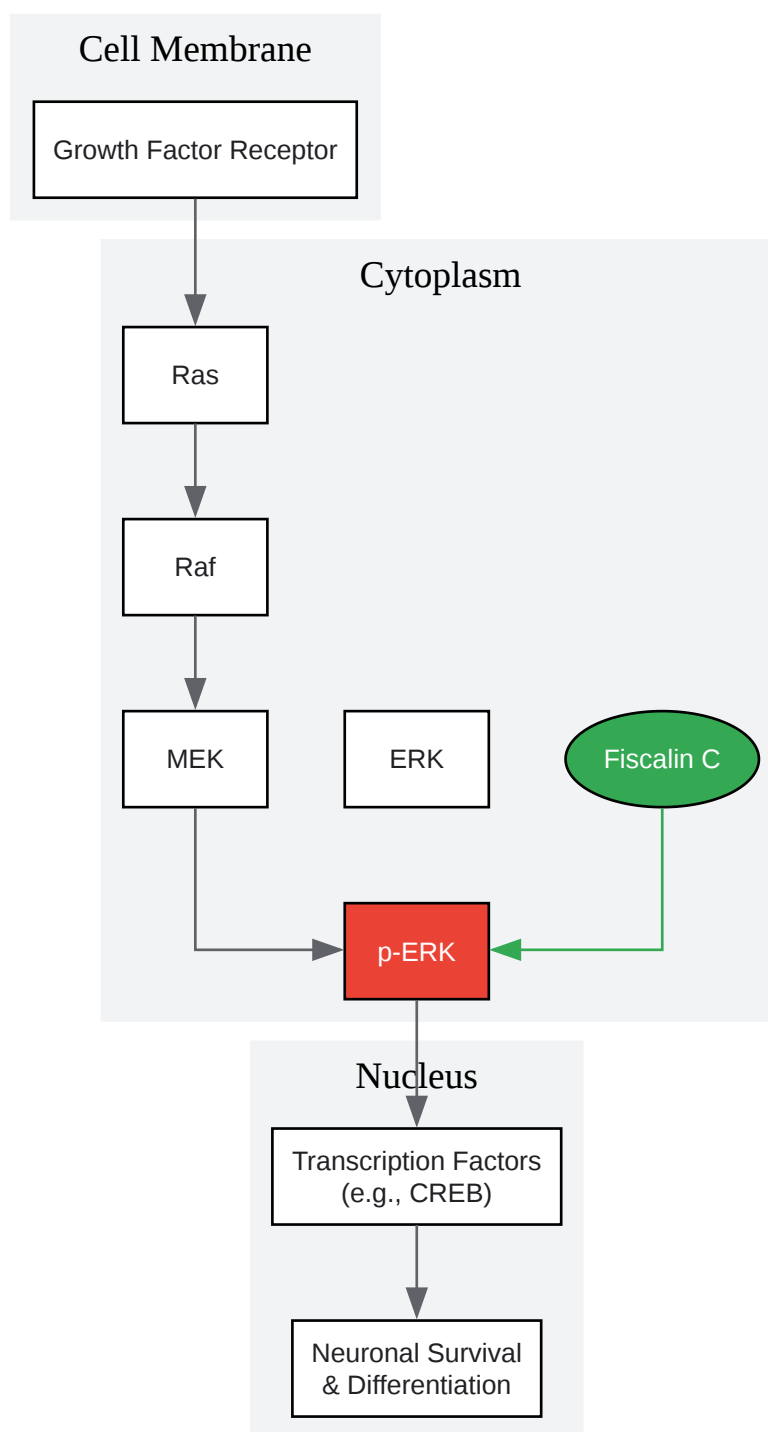 Cell Membrane
Growth Factor Receptor
Cytoplasm
Ras
Raf
MEK
ERK
Fiscalin C
p-ERK
Nucleus
Transcription Factors
(e.g., CREB)
Neuronal Survival
& Differentiation